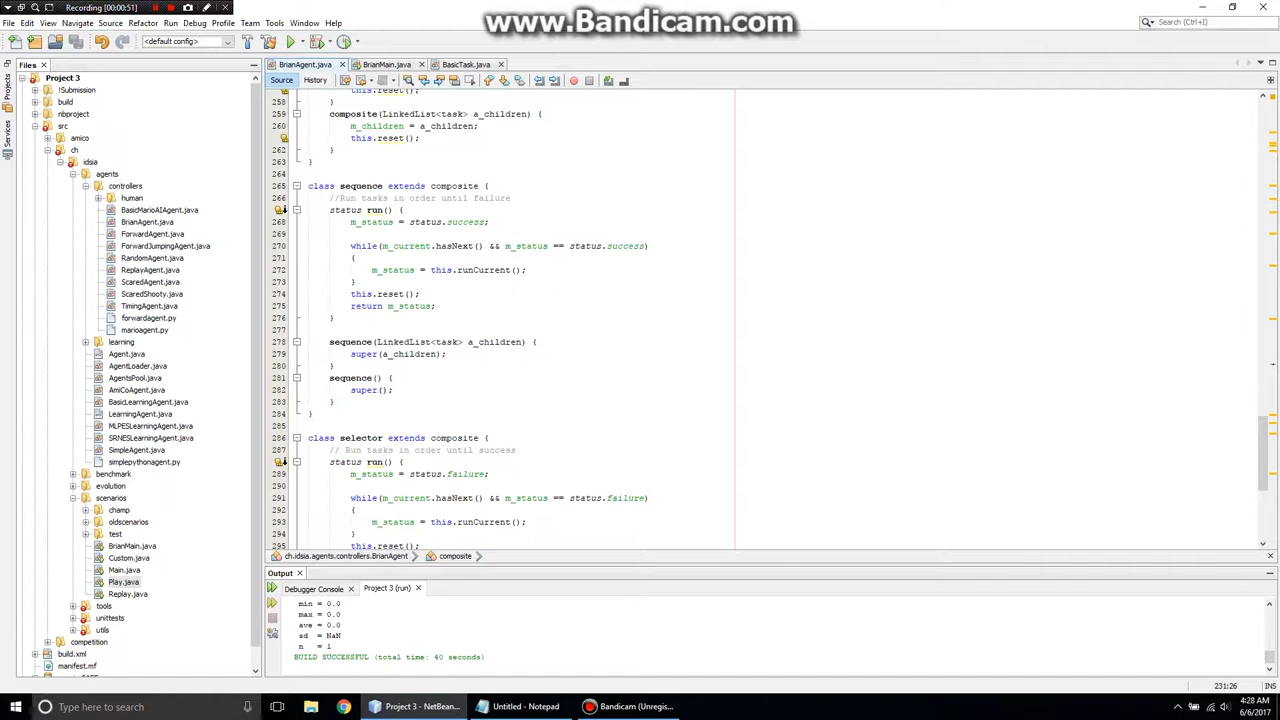 Recording [00:00:51]
www.Bandicam.com
File Edit View Navigate Source Refactor Run Debug Profile Team Tools Window Help
Search (Ctrl+I)
<default config>
Files
BrianAgent.java
BrianMain.java
BasicTask.java
Source
History
Projects
Services
Project 3
!Submission
build
nbproject
src
amico
ch
idsia
agents
controllers
human
BasicMarioAIAgent.java
BrianAgent.java
ForwardAgent.java
ForwardJumpingAgent.java
RandomAgent.java
ReplayAgent.java
ScaredAgent.java
ScaredShooty.java
TimingAgent.java
forwardagent.py
marioagent.py
learning
Agent.java
AgentLoader.java
AgentsPool.java
AmiCoAgent.java
BasicLearningAgent.java
LearningAgent.java
MLPESLearningAgent.java
SRNESLearningAgent.java
SimpleAgent.java
simplepythonagent.py
benchmark
evolution
scenarios
champ
oldscenarios
test
BrianMain.java
Custom.java
Main.java
Play.java
Replay.java
tools
unittests
utils
competition
build.xml
manifest.mf
this.reset();
258 }
259 composite(LinkedList<task> a_children) {
260 m_children = a_children;
this.reset();
262 }
263 }
264
265 class sequence extends composite {
266 //Run tasks in order until failure
status run() {
268 m_status = status.success;
269
270 while(m_current.hasNext() && m_status == status.success)
271 {
272 m_status = this.runCurrent();
273 }
274 this.reset();
275 return m_status;
276 }
277
278 sequence(LinkedList<task> a_children) {
279 super(a_children);
280 }
281 sequence() {
282 super();
283 }
284 }
285
286 class selector extends composite {
287 // Run tasks in order until success
status run() {
289 m_status = status.failure;
290
291 while(m_current.hasNext() && m_status == status.failure)
292 {
293 m_status = this.runCurrent();
294 }
295 this.reset();
ch.idsia.agents.controllers.BrianAgent
composite
Output
Debugger Console
Project 3 (run)
min = 0.0
max = 0.0
ave = 0.0
sd = NaN
n = 1
BUILD SUCCESSFUL (total time: 40 seconds)
231:26
INS
Type here to search
Project 3 - NetBean...
Untitled - Notepad
Bandicam (Unregis...
4:28 AM
6/6/2017